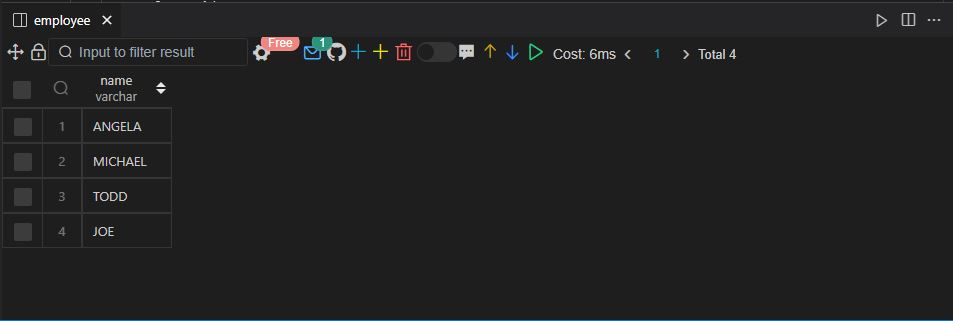 employee
Input to filter result
Free
1
Cost: 6ms
1
Total 4
name
varchar
1 ANGELA
2 MICHAEL
3 TODD
4 JOE